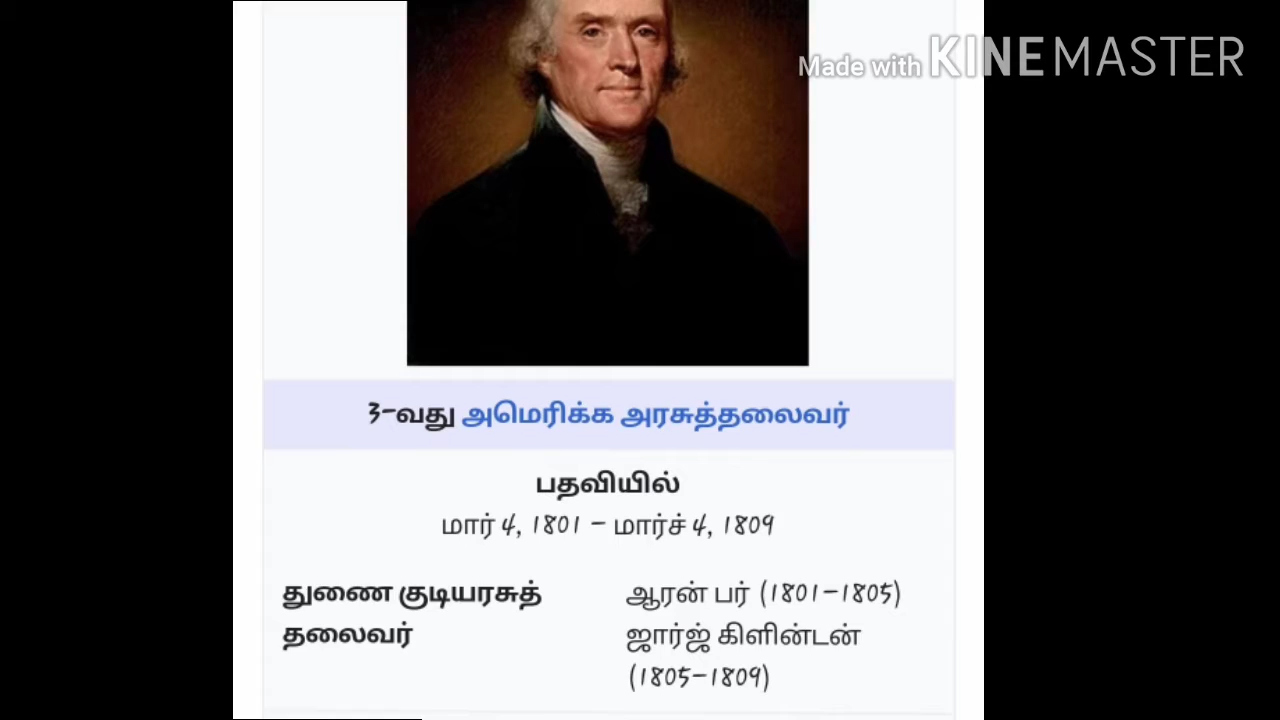 Made with KINEMASTER
3-வது அமெரிக்க அரசுத்தலைவர்
பதவியில்
மார் 4, 1801 – மார்ச் 4, 1809
துணை குடியரசுத் தலைவர்
ஆரன் பர் (1801–1805)
ஜார்ஜ் கிளின்டன்
(1805–1809)